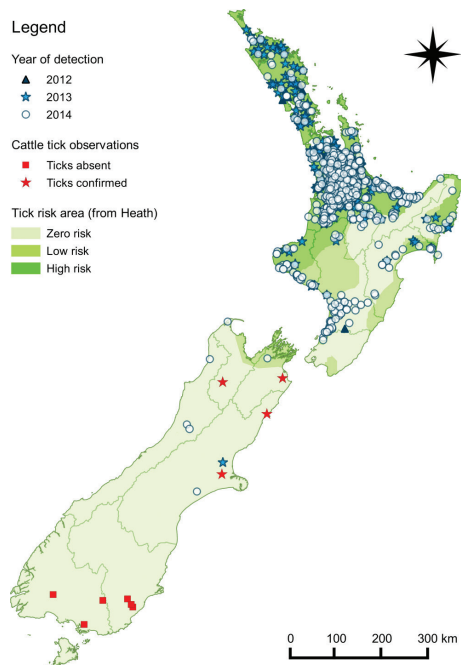 Legend
Year of detection
2012
2013
2014
Cattle tick observations
Ticks absent
Ticks confirmed
Tick risk area (from Heath)
Zero risk
Low risk
High risk
0 100 200 300 km